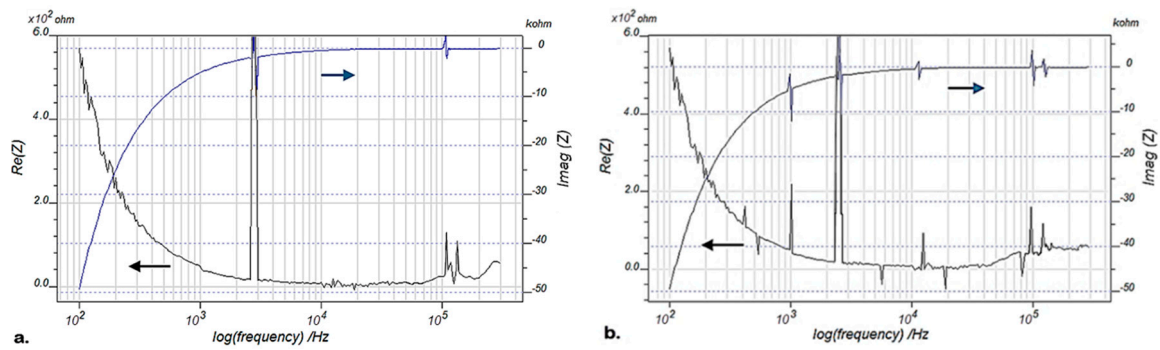 x10² ohm
kohm
6.0
4.0
2.0
0.0
Re(Z)
0
-10
-20
-30
-40
-50
Imag (Z)
10²
10³
10⁴
10⁵
log(frequency) /Hz
a.
x10² ohm
kohm
6.0
4.0
2.0
0.0
Re(Z)
0
-10
-20
-30
-40
-50
Imag (Z)
10²
10³
10⁴
10⁵
log(frequency) /Hz
b.